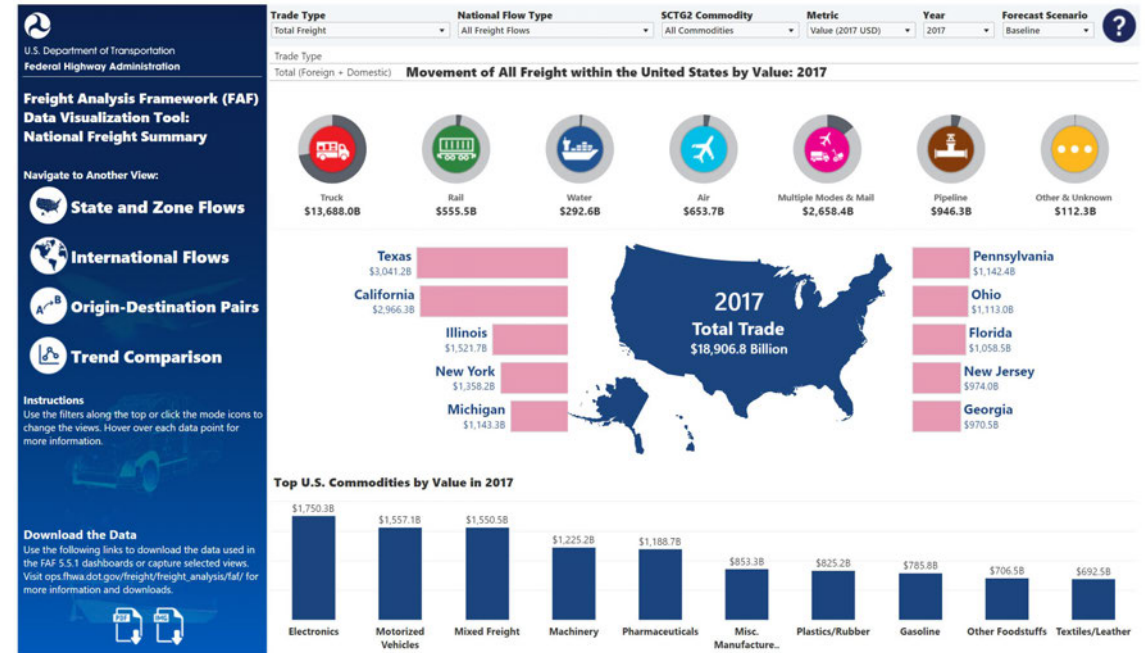 U.S. Department of Transportation
Federal Highway Administration
Freight Analysis Framework (FAF)
Data Visualization Tool:
National Freight Summary
Navigate to Another View:
State and Zone Flows
International Flows
A B
Origin-Destination Pairs
Trend Comparison
Instructions
Use the filters along the top or click the mode icons to
change the views. Hover over each data point for
more information.
Download the Data
Use the following links to download the data used in
the FAF 5.5.1 dashboards or capture selected views.
Visit ops.fhwa.dot.gov/freight/freight_analysis/faf/ for
more information and downloads.
PDF IMG
Trade Type National Flow Type SCTG2 Commodity Metric Year Forecast Scenario
Total Freight All Freight Flows All Commodities Value (2017 USD) 2017 Baseline
?
Trade Type
Total (Foreign + Domestic) Movement of All Freight within the United States by Value: 2017
Truck Rail Water Air Multiple Modes & Mail Pipeline Other & Unknown
$13,688.0B $555.5B $292.6B $653.7B $2,658.4B $946.3B $112.3B
Texas
$3,041.2B
California
$2,966.3B
Illinois
$1,521.7B
New York
$1,358.2B
Michigan
$1,143.3B
2017
Total Trade
$18,906.8 Billion
Pennsylvania
$1,142.4B
Ohio
$1,113.0B
Florida
$1,058.5B
New Jersey
$974.0B
Georgia
$970.5B
Top U.S. Commodities by Value in 2017
$1,750.3B $1,557.1B $1,550.5B $1,225.2B $1,188.7B $853.3B $825.2B $785.8B $706.5B $692.5B
Electronics Motorized Mixed Freight Machinery Pharmaceuticals Misc. Plastics/Rubber Gasoline Other Foodstuffs Textiles/Leather
Vehicles Manufacture..